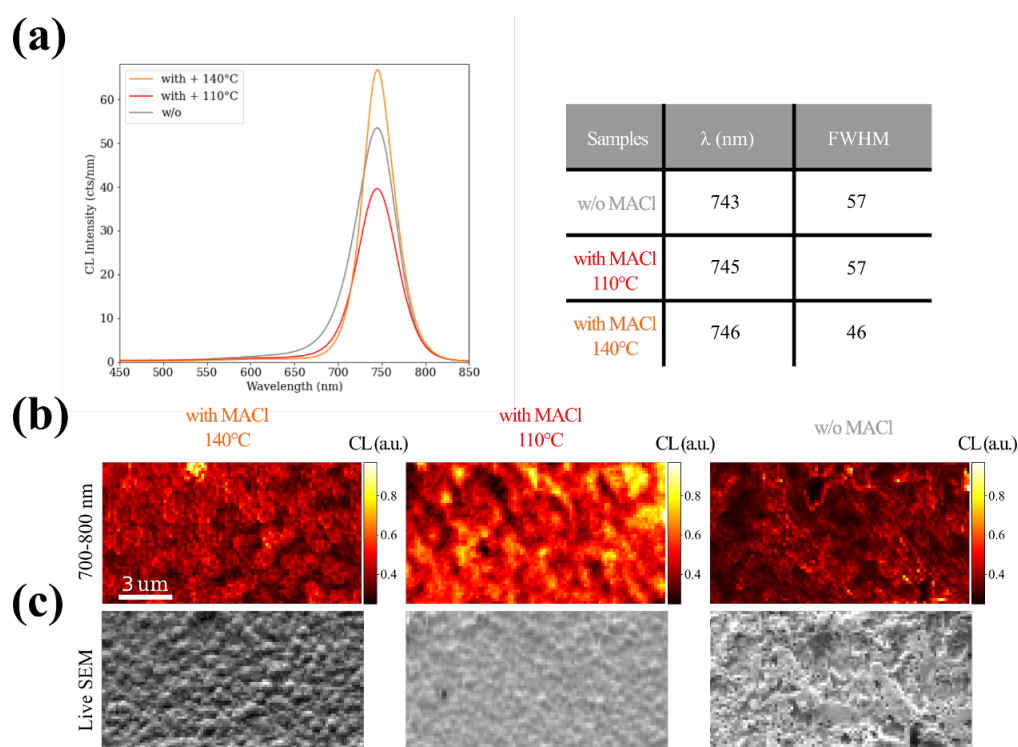 (a)
with + 140°C
with + 110°C
w/o
CL Intensity (cts/nm)
60
50
40
30
20
10
0
450 500 550 600 650 700 750 800 850
Wavelength (nm)
Samples λ (nm) FWHM
w/o MACl 743 57
with MACl
110°C
745 57
with MACl
140°C
746 46
(b)
with MACl
140°C
CL (a.u.)
with MACl
110°C
CL (a.u.)
w/o MACl
CL (a.u.)
700-800 nm
3 um
0.8
0.6
0.4
0.8
0.6
0.4
0.8
0.6
0.4
(c)
Live SEM